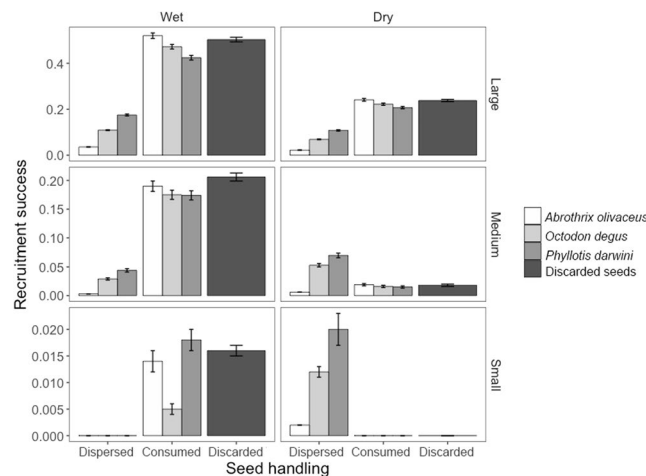 Wet
Dry
Recruitment success
0.4
0.2
0.0
Large
0.20
0.15
0.10
0.05
0.00
Medium
0.020
0.015
0.010
0.005
0.000
Small
Dispersed Consumed Discarded
Dispersed Consumed Discarded
Seed handling
Abrothrix olivaceus
Octodon degus
Phyllotis darwini
Discarded seeds